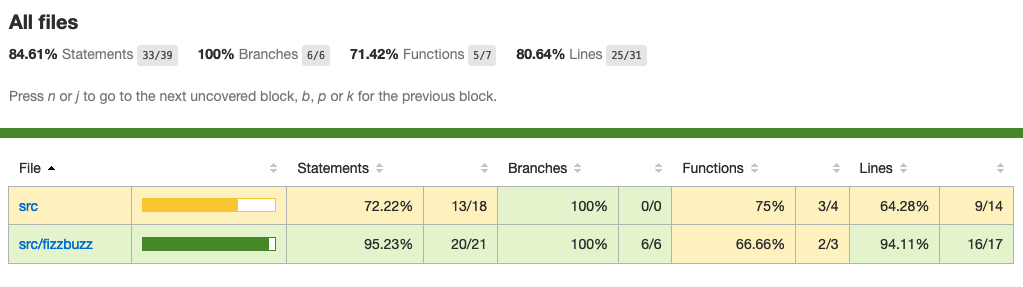 All files
84.61% Statements 33/39 100% Branches 6/6 71.42% Functions 5/7 80.64% Lines 25/31
Press n or j to go to the next uncovered block, b, p or k for the previous block.
File Statements Branches Functions Lines
src 72.22% 13/18 100% 0/0 75% 3/4 64.28% 9/14
src/fizzbuzz 95.23% 20/21 100% 6/6 66.66% 2/3 94.11% 16/17